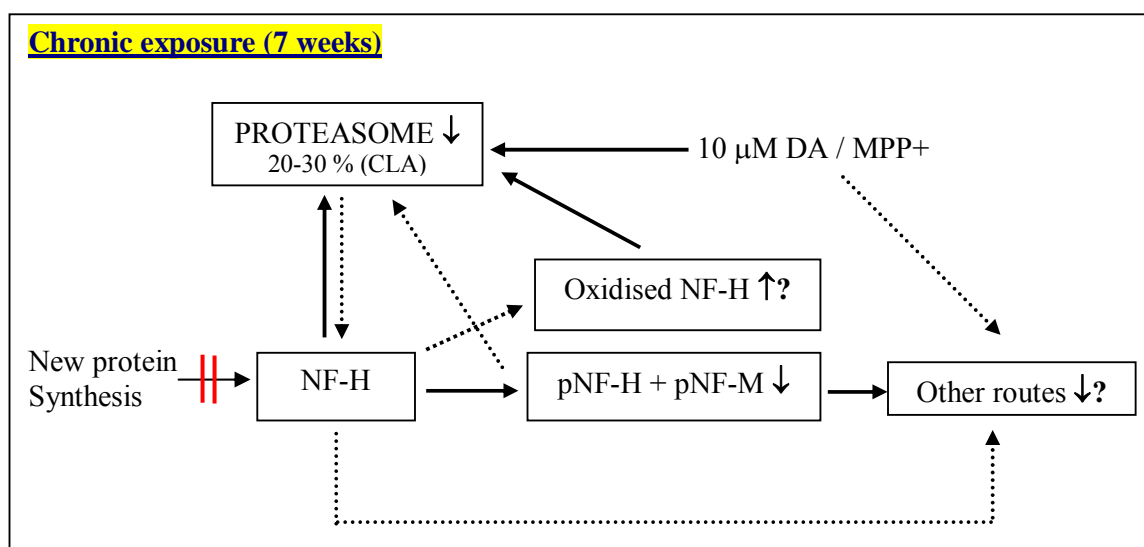 Chronic exposure (7 weeks)
PROTEASOME ↓
20-30 % (CLA)
10 μM DA / MPP+
Oxidised NF-H ↑?
New protein
Synthesis
NF-H
pNF-H + pNF-M ↓
Other routes ↓?